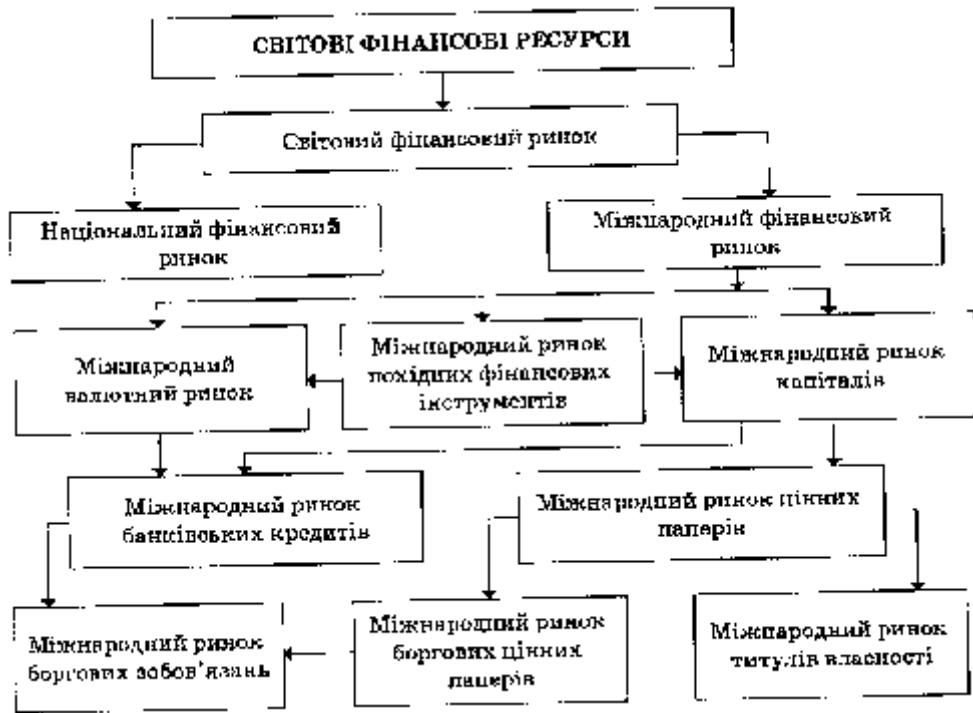 СВІТОВІ ФІНАНСОВІ РЕСУРСИ
Світовий фінансовий ринок
Національний фінансовий
ринок
Міжнародний фінансовий
ринок
Міжнародний
валютний ринок
Міжнародний ринок
похідних фінансових
інструментів
Міжнародний ринок
капіталів
Міжнародний ринок
банківських кредитів
Міжнародний ринок цінних
паперів
Міжнародний ринок
боргових зобов’язань
Міжнародний ринок
боргових цінних
паперів
Міжнародний ринок
титулів власності